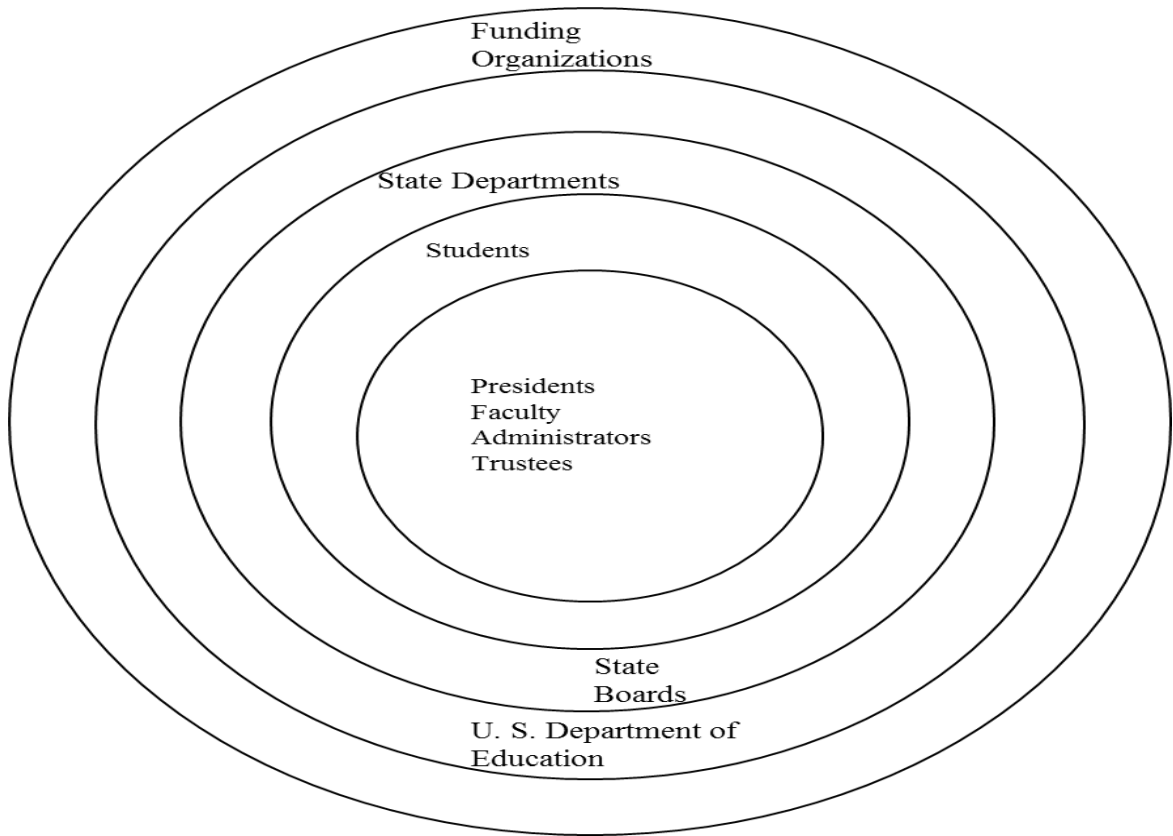 Funding
Organizations
State Departments
Students
Presidents
Faculty
Administrators
Trustees
State
Boards
U. S. Department of
Education